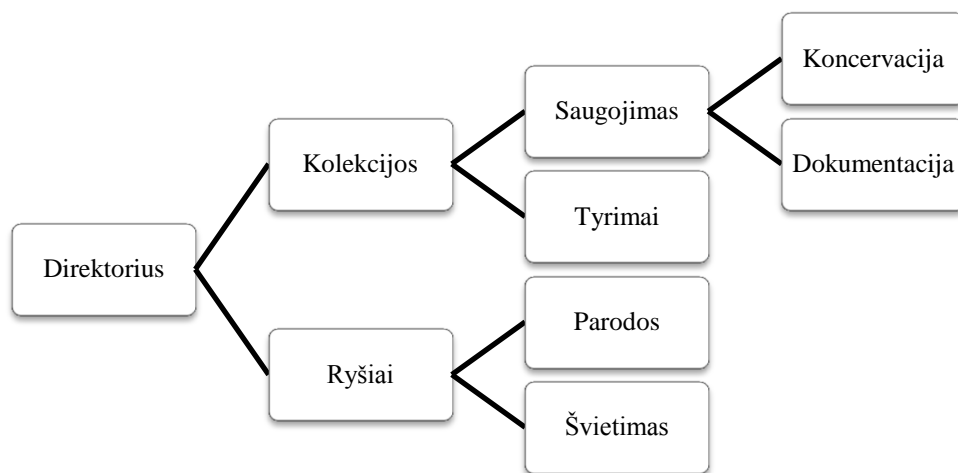 Direktorius
Kolekcijos
Saugojimas
Koncervacija
Dokumentacija
Tyrimai
Ryšiai
Parodos
Švietimas